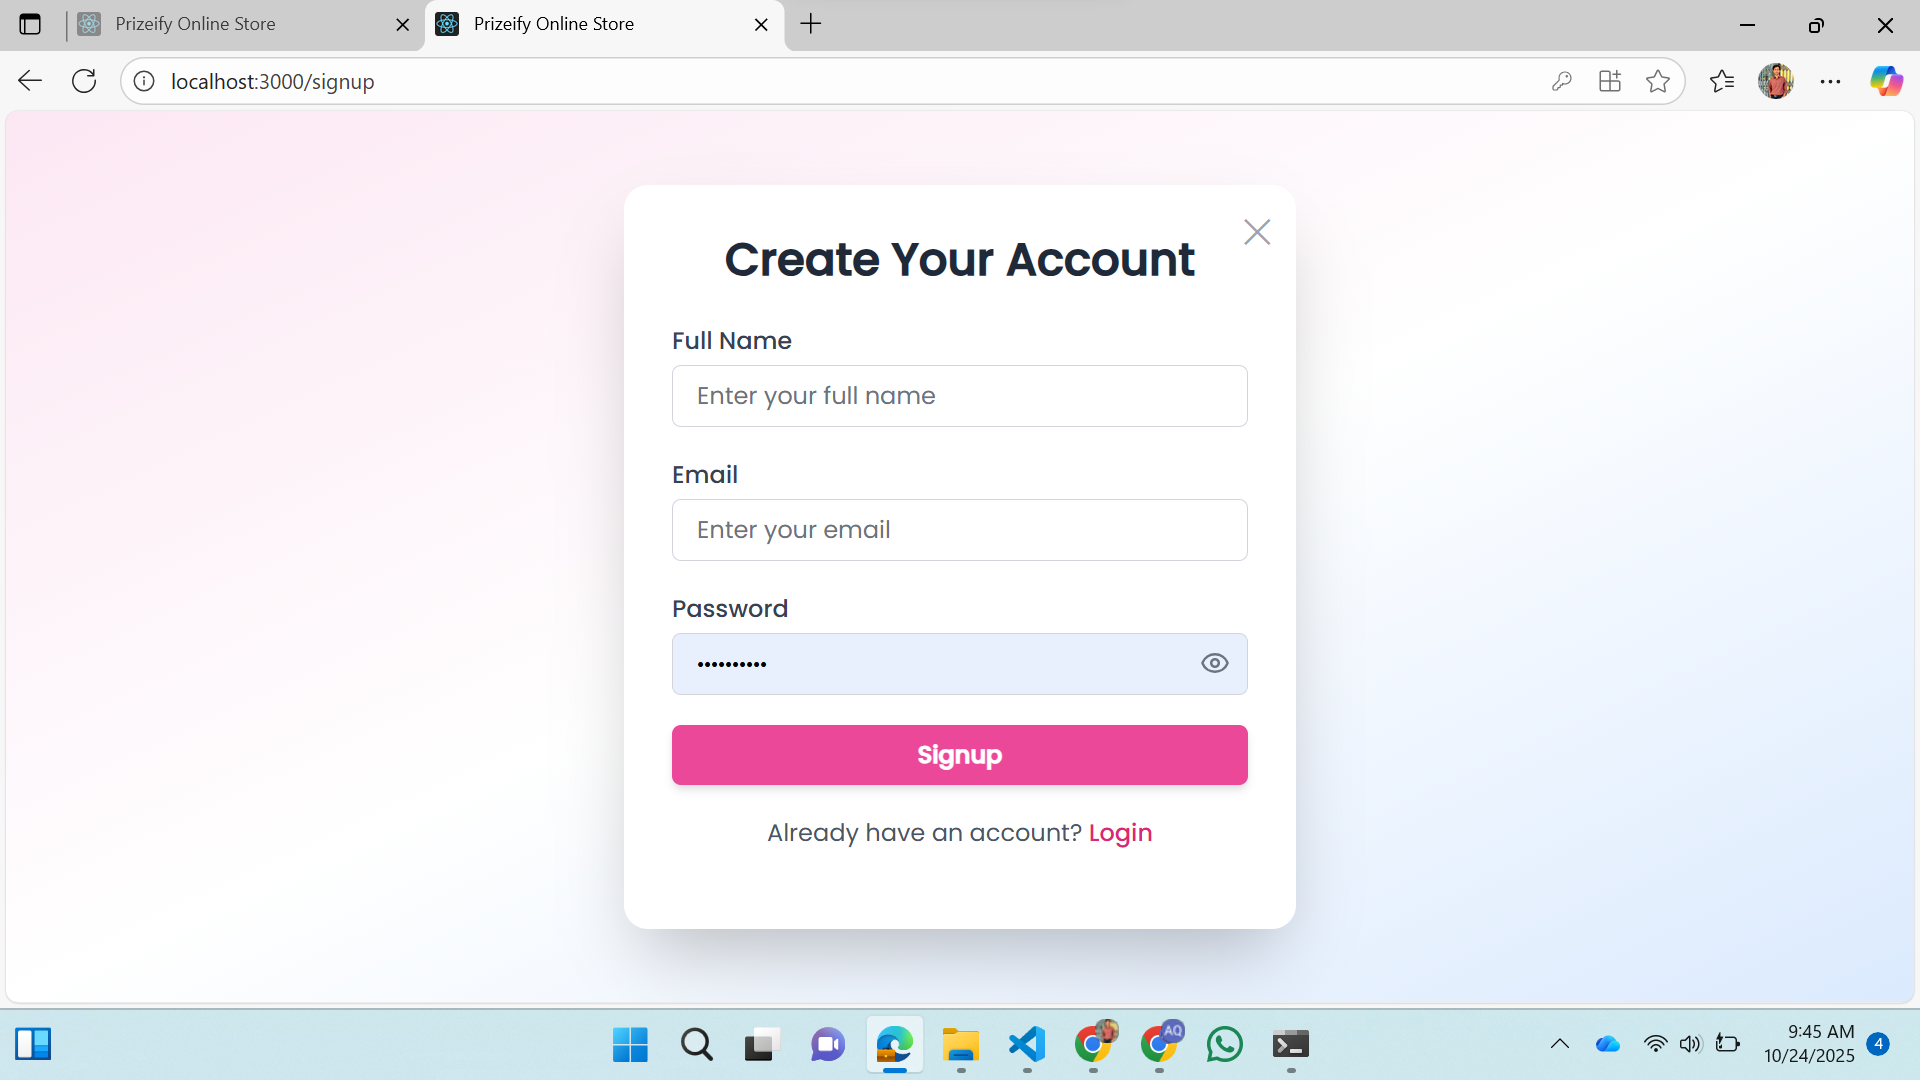 Prizeify Online Store
Prizeify Online Store
localhost:3000/signup
Create Your Account
Full Name
Enter your full name
Email
Enter your email
Password
••••••••••
Signup
Already have an account? Login
AQ
9:45 AM
10/24/2025
4